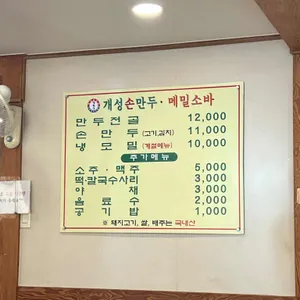 개성손만두·메밀소바
만두전골 12,000
손만두 (고기,김치) 11,000
냉모밀 (계절메뉴) 10,000
추가메뉴
소주·맥주 5,000
떡·칼국수사리 3,000
야채 3,000
음료수 2,000
공기밥 1,000
※ 돼지고기, 쌀, 배추는 국내산